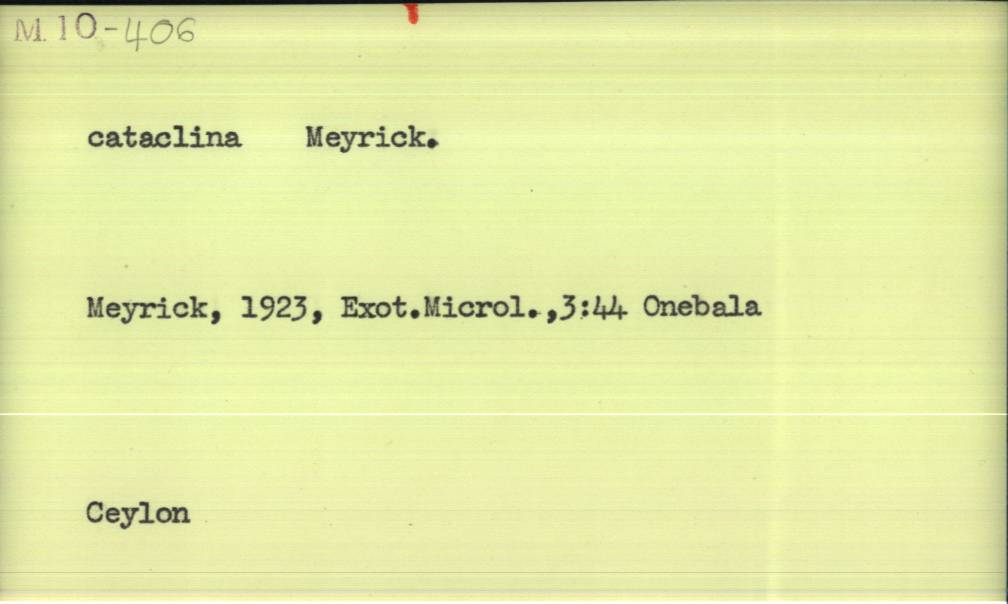 M.10-406
cataclina Meyrick.
Meyrick, 1923, Exot.Microl.,3:44 Onebala
Ceylon